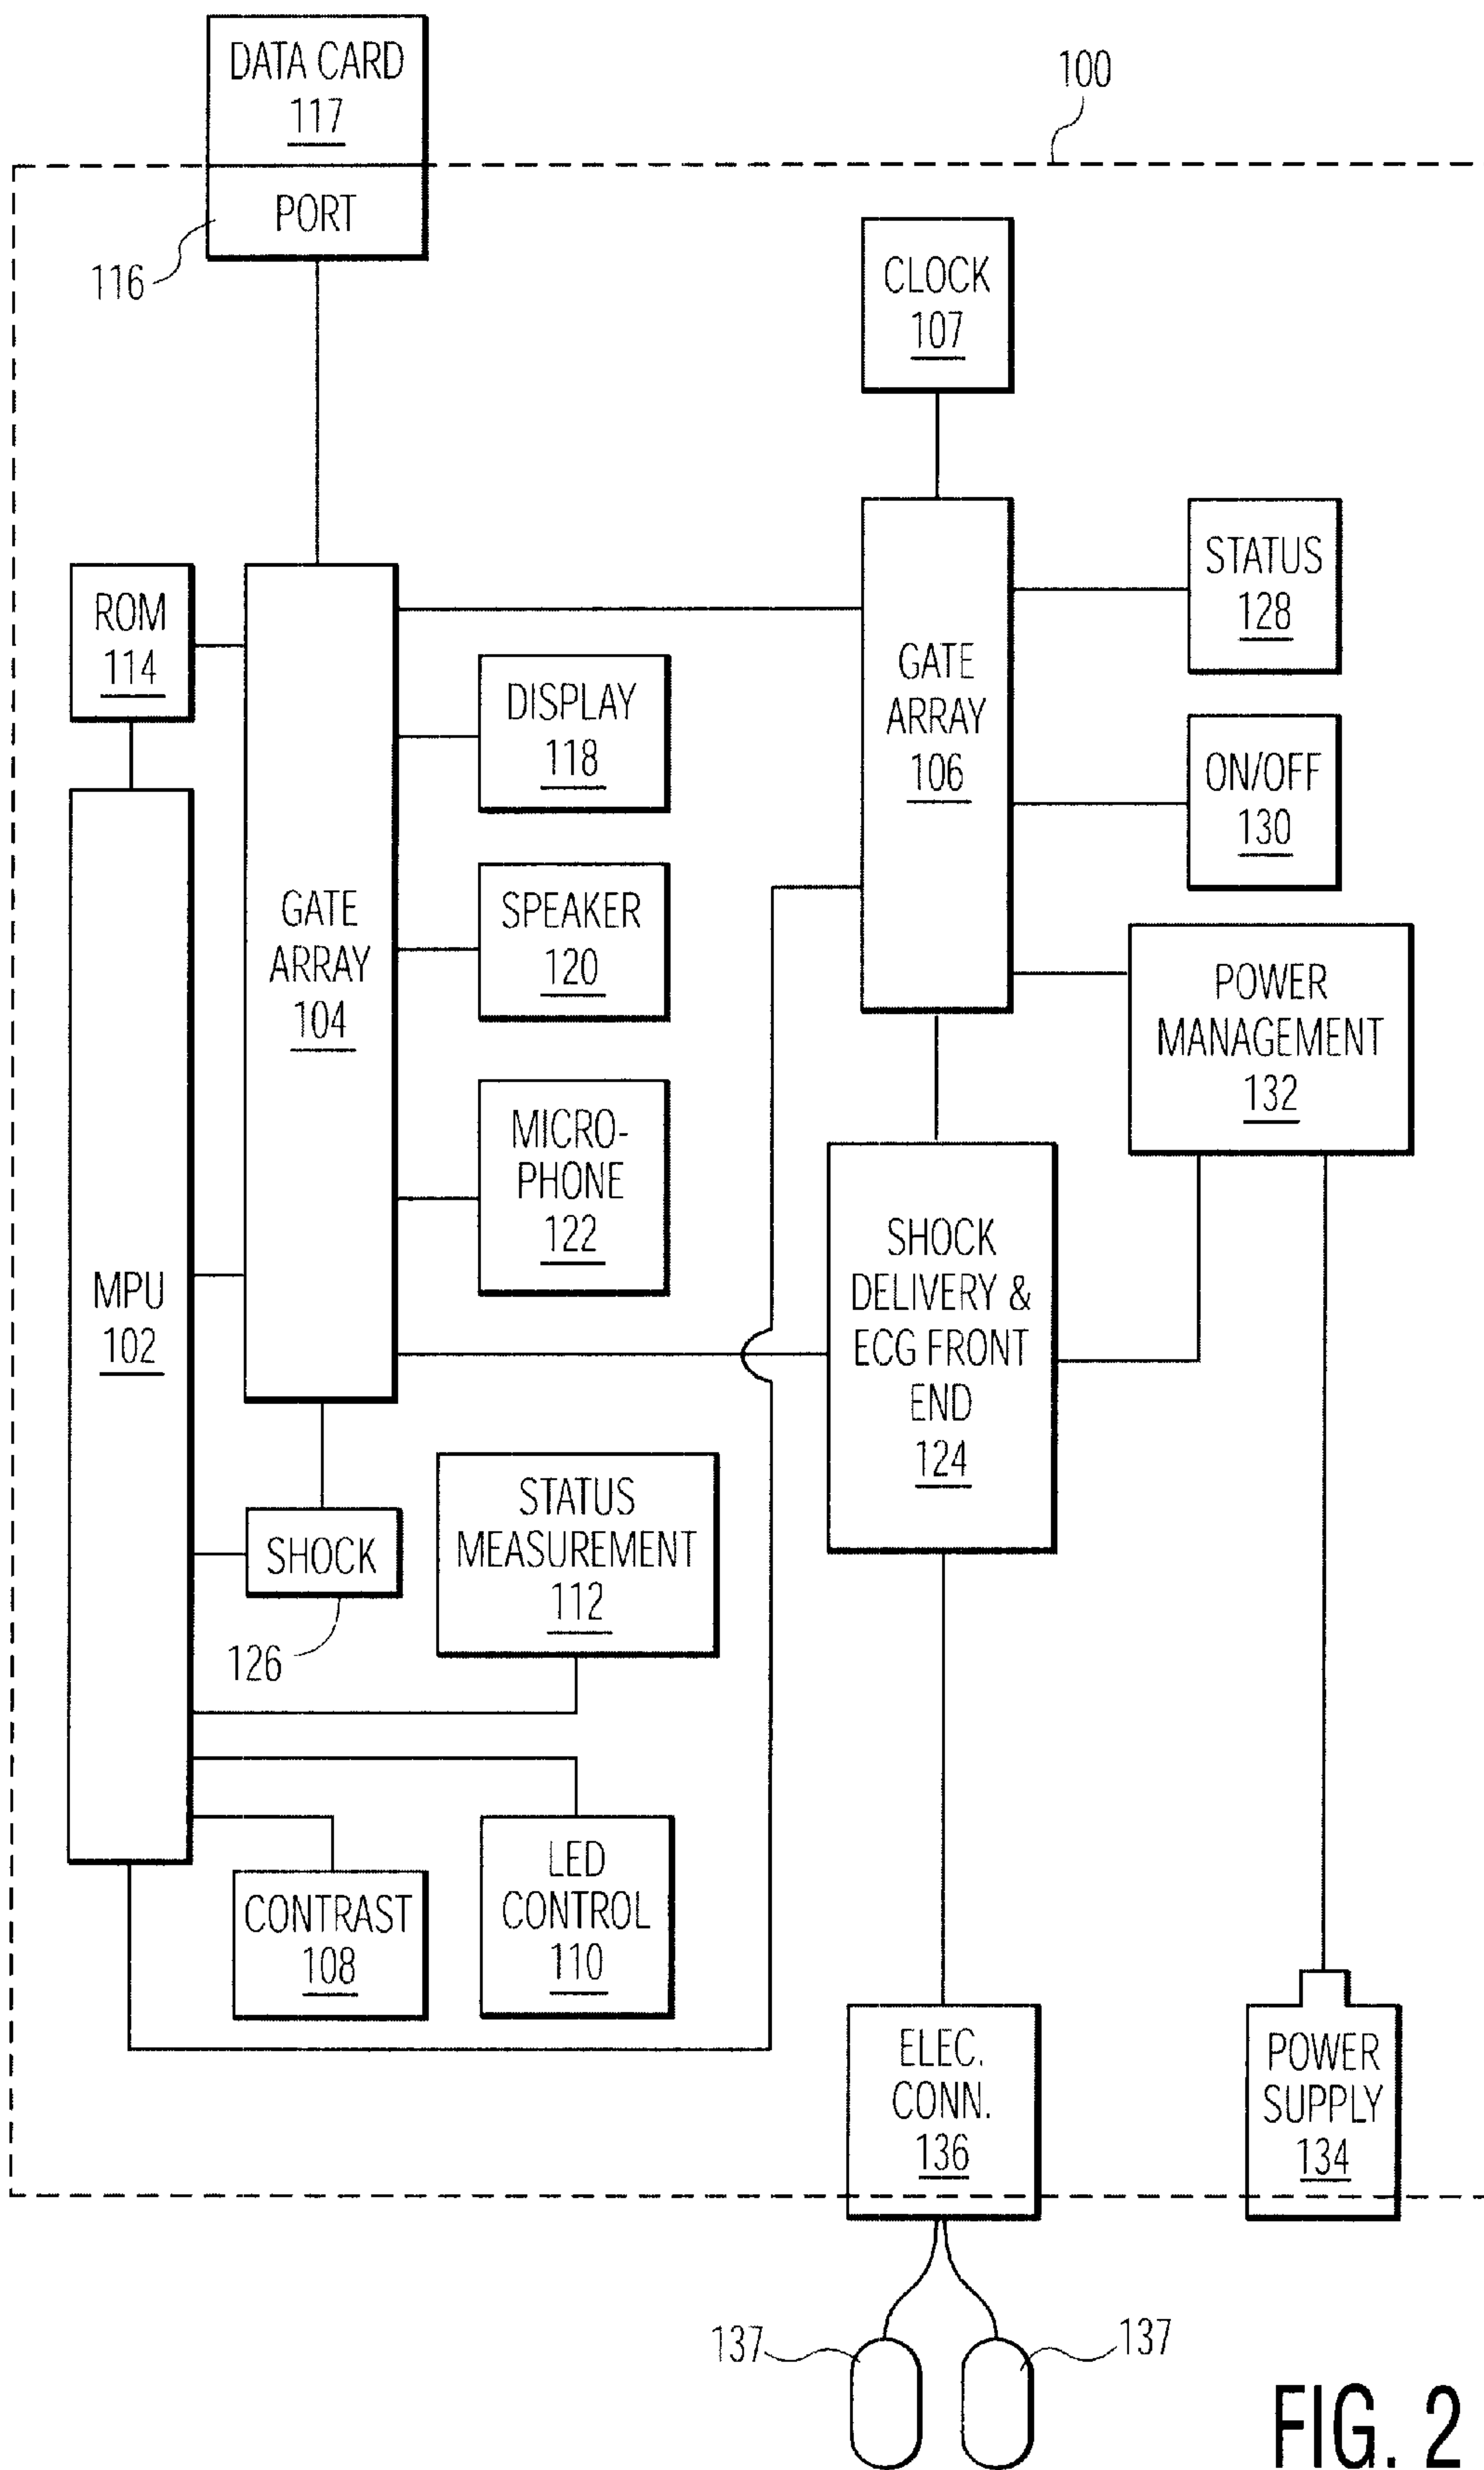 DATA CARD
117
100
PORT
116
CLOCK
107
ROM
114
GATE
ARRAY
104
DISPLAY
118
SPEAKER
120
MICRO-
PHONE
122
GATE
ARRAY
106
STATUS
128
ON/OFF
130
POWER
MANAGEMENT
132
MPU
102
SHOCK
DELIVERY &
ECG FRONT
END
124
SHOCK
126
STATUS
MEASUREMENT
112
CONTRAST
108
LED
CONTROL
110
ELEC.
CONN.
136
POWER
SUPPLY
134
137
137
FIG. 2